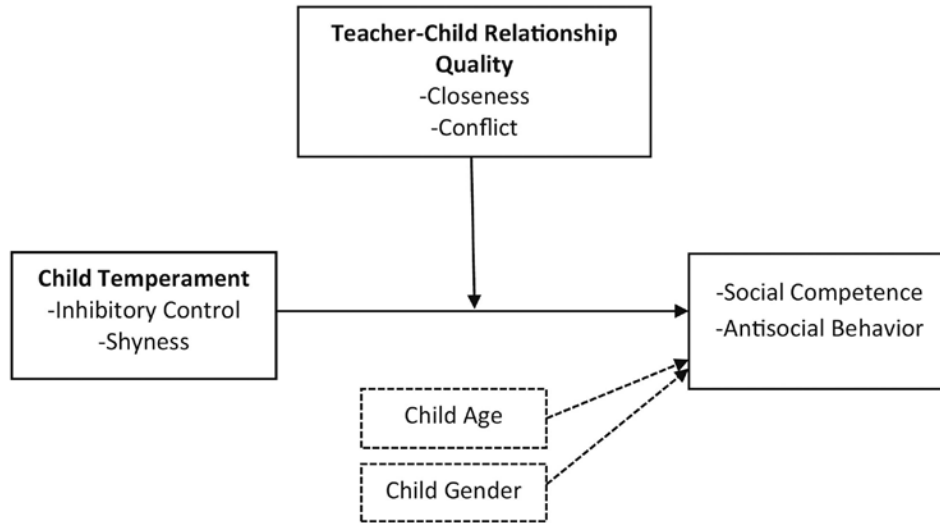 Teacher-Child Relationship
Quality
-Closeness
-Conflict
Child Temperament
-Inhibitory Control
-Shyness
-Social Competence
-Antisocial Behavior
Child Age
Child Gender